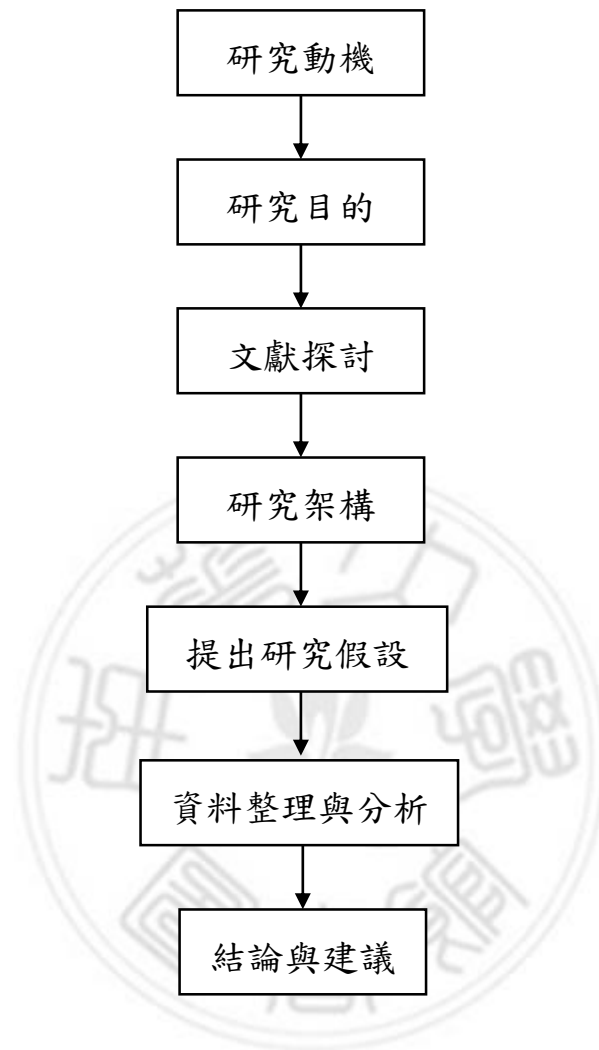 研究動機
研究目的
文獻探討
研究架構
提出研究假設
資料整理與分析
結論與建議